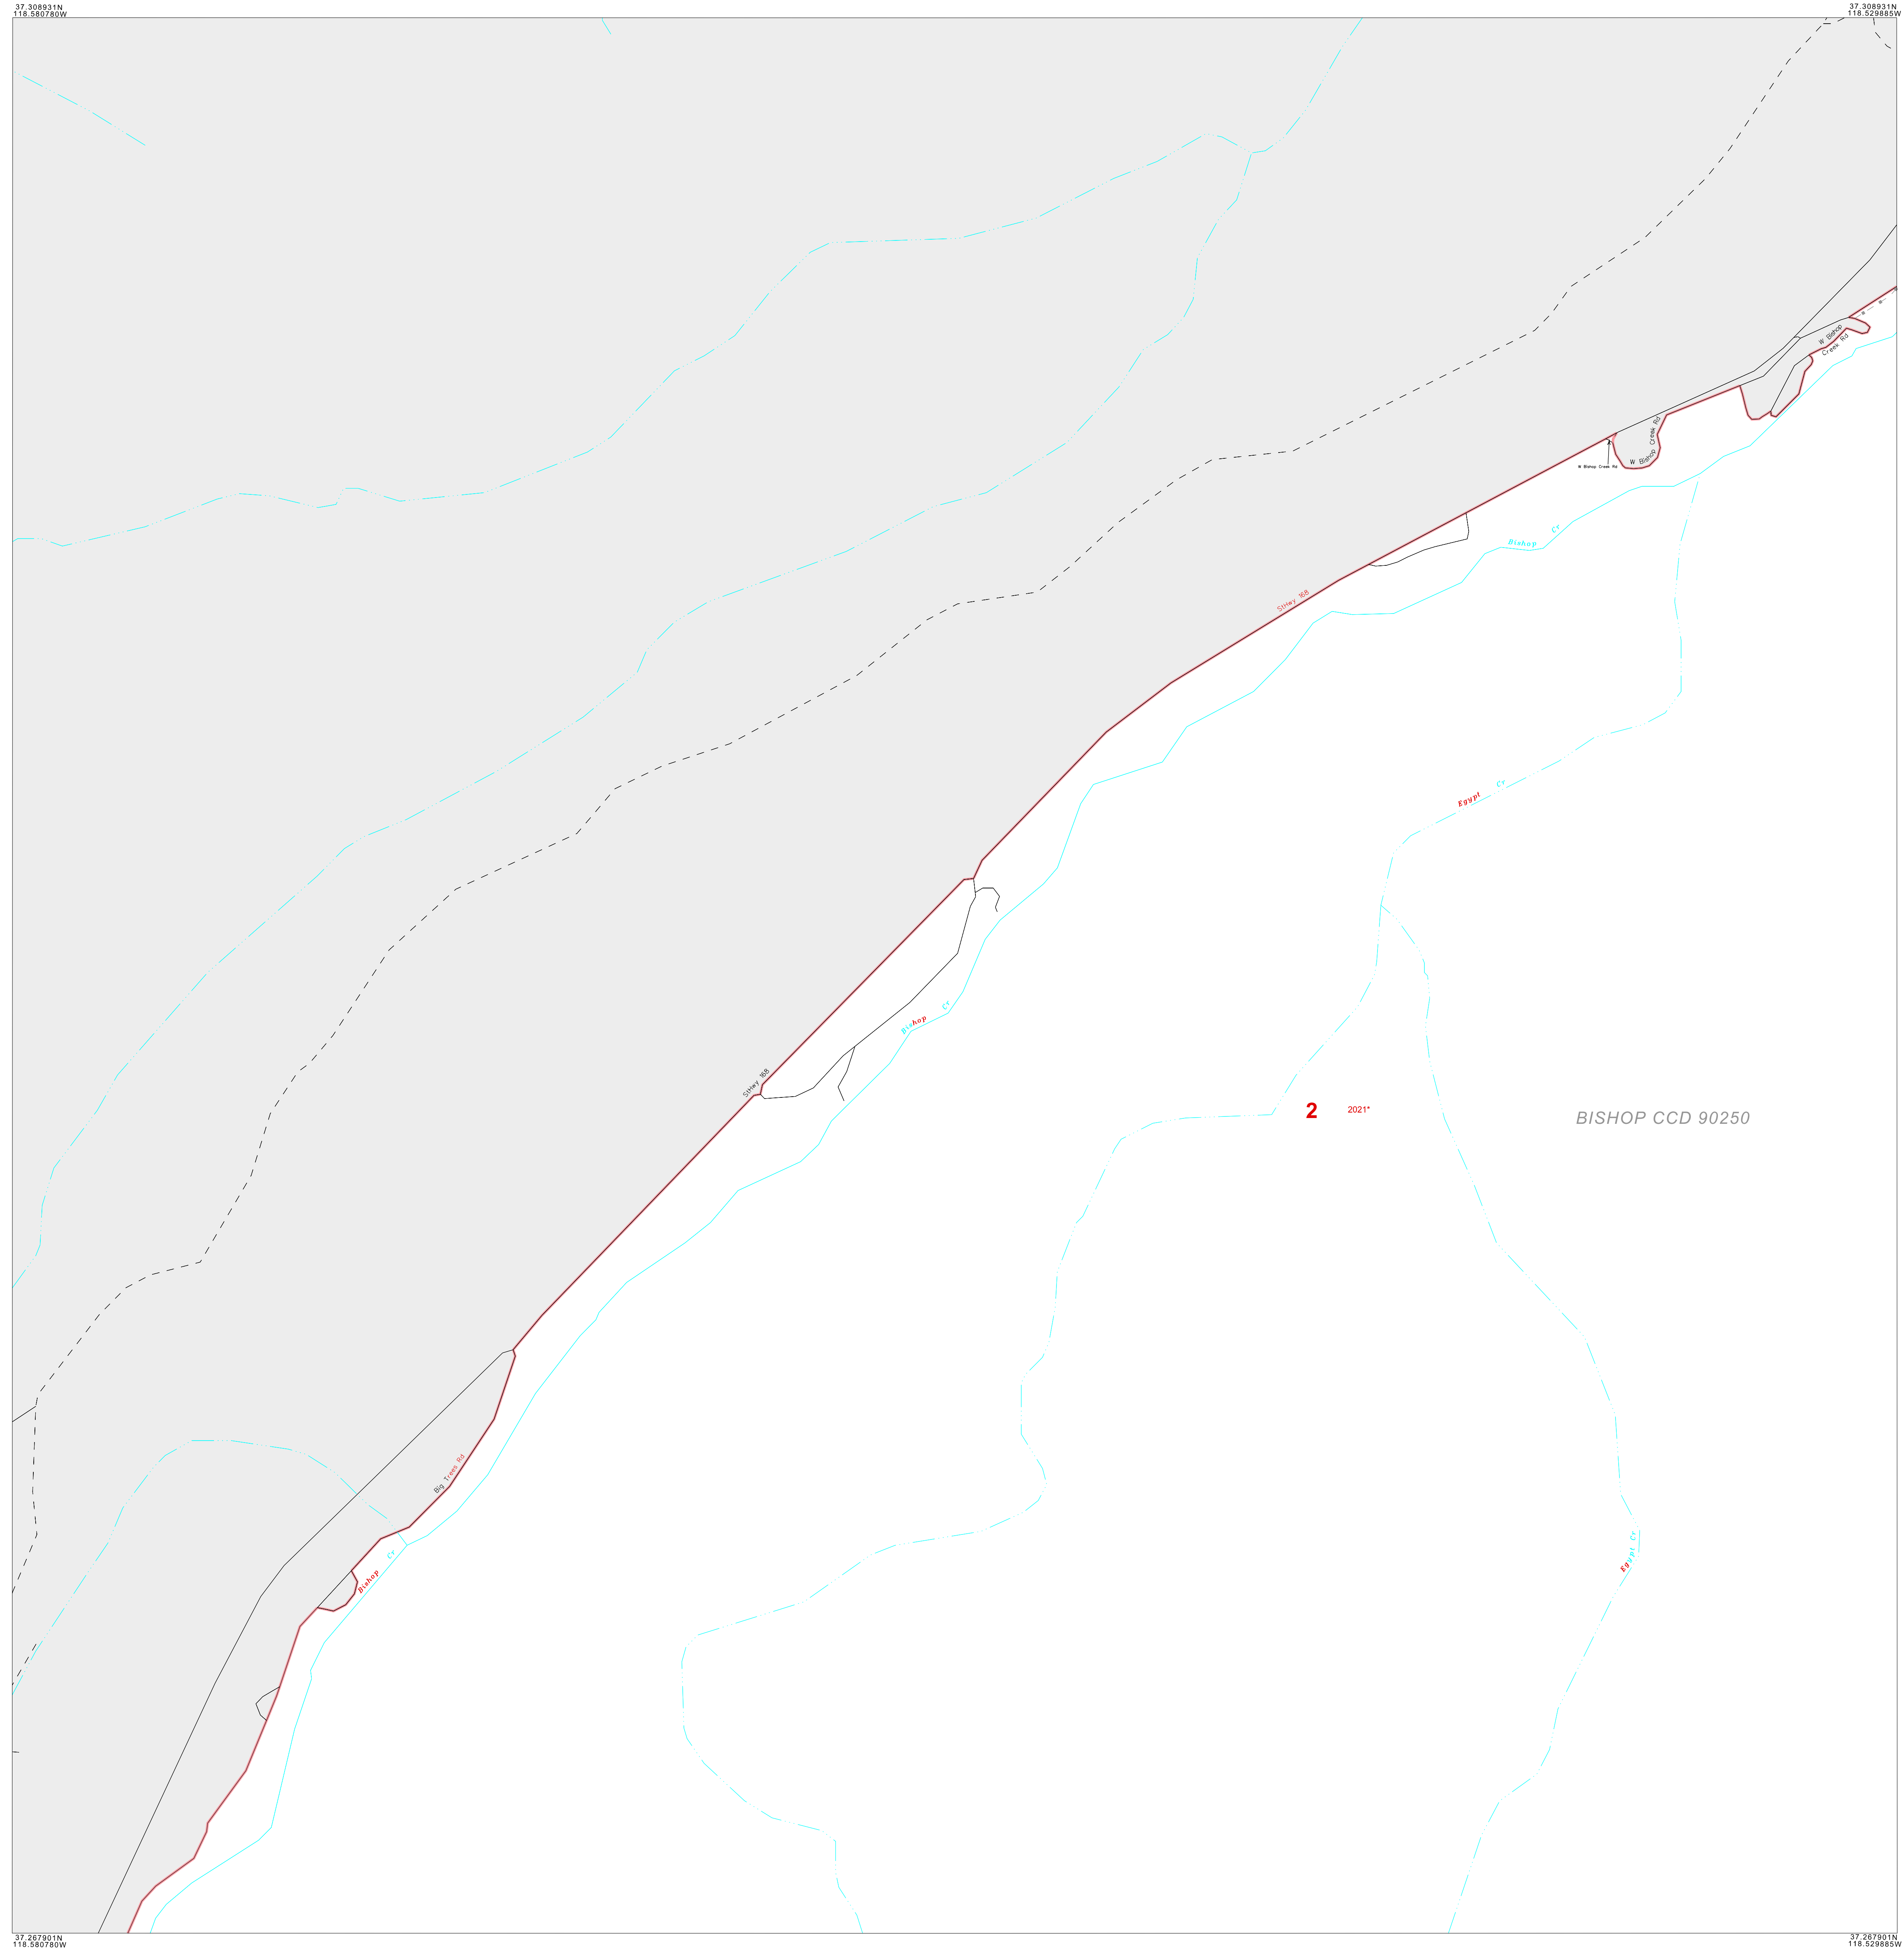 37.308931N
118.580780W
37.308931N
118.529885W
W Bishop
Creek Rd
W Bishop Creek Rd
W Bishop Creek Rd
Bishop Cr
StHwy 168
Egypt Cr
Bishop Cr
StHwy 168
2 2021*
BISHOP CCD 90250
Big Trees Rd
Bishop Cr
Egypt Cr
37.267901N
118.580780W
37.267901N
118.529885W